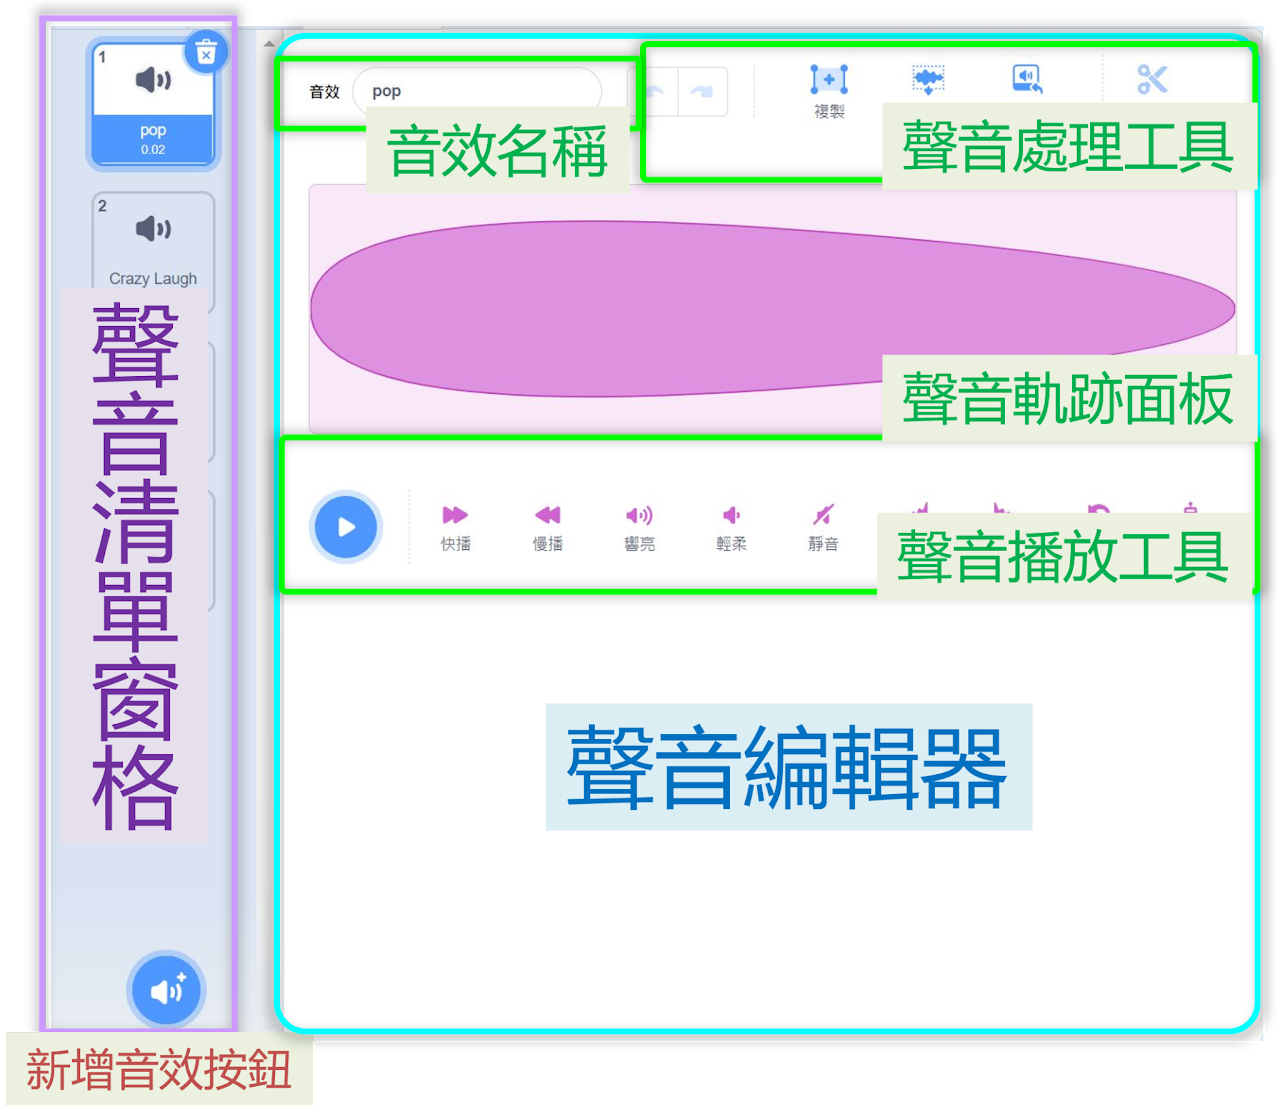 1
pop
0.02
2
Crazy Laugh
聲音清單窗格
新增音效按鈕
音效
pop
音效名稱
複製
聲音處理工具
聲音軌跡面板
快播
慢播
響亮
輕柔
靜音
聲音播放工具
聲音編輯器